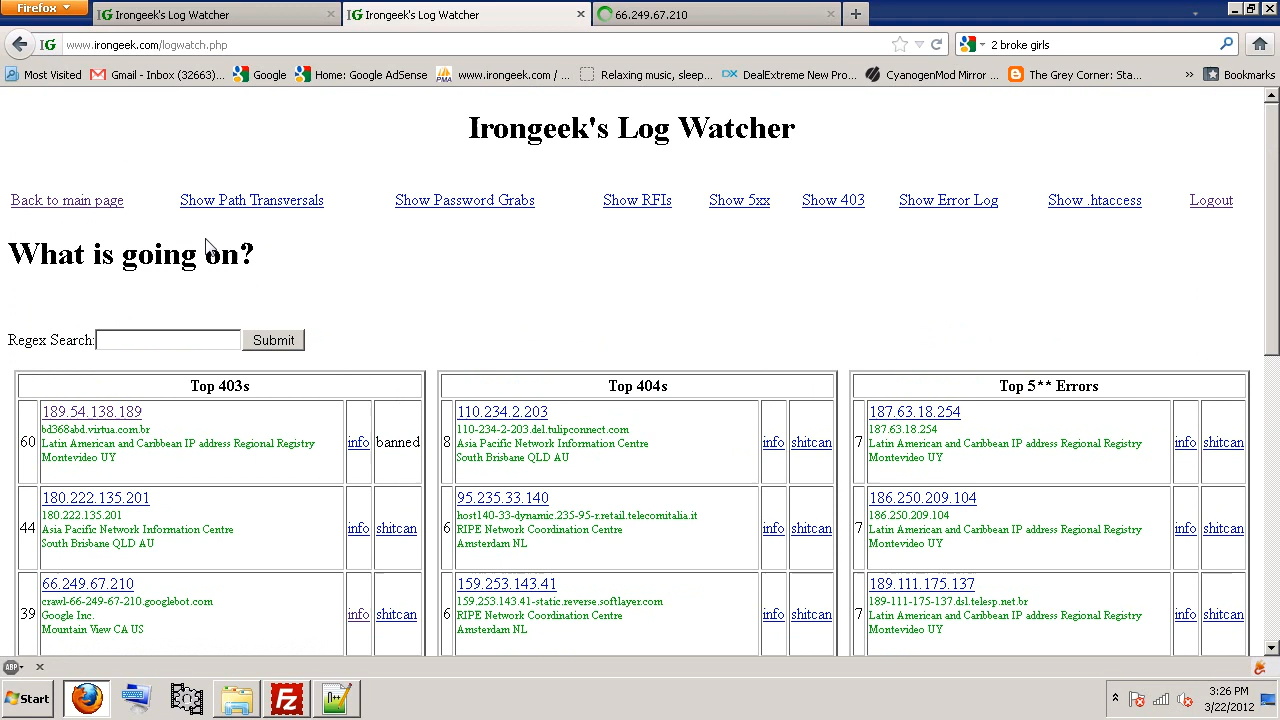 Firefox
Irongeek's Log Watcher
Irongeek's Log Watcher
66.249.67.210
www.irongeek.com/logwatch.php
2 broke girls
Most Visited
Gmail - Inbox (32663)...
Google
Home: Google AdSense
www.irongeek.com / ...
Relaxing music, sleep...
DealExtreme New Pro...
CyanogenMod Mirror ...
The Grey Corner: Sta...
»
Bookmarks
Irongeek's Log Watcher
Back to main page
Show Path Transversals
Show Password Grabs
Show RFIs
Show 5xx
Show 403
Show Error Log
Show .htaccess
Logout
What is going on?
Regex Search:
Submit
Top 403s
60
189.54.138.189
bd368abd.virtua.com.br
Latin American and Caribbean IP address Regional Registry
Montevideo UY
info
banned
44
180.222.135.201
180.222.135.201
Asia Pacific Network Information Centre
South Brisbane QLD AU
info
shitcan
39
66.249.67.210
crawl-66-249-67-210.googlebot.com
Google Inc.
Mountain View CA US
info
shitcan
Top 404s
8
110.234.2.203
110-234-2-203.del.tulipconnect.com
Asia Pacific Network Information Centre
South Brisbane QLD AU
info
shitcan
6
95.235.33.140
host140-33-dynamic.235-95-r.retail.telecomitalia.it
RIPE Network Coordination Centre
Amsterdam NL
info
shitcan
6
159.253.143.41
159.253.143.41-static.reverse.softlayer.com
RIPE Network Coordination Centre
Amsterdam NL
info
shitcan
Top 5** Errors
7
187.63.18.254
187.63.18.254
Latin American and Caribbean IP address Regional Registry
Montevideo UY
info
shitcan
7
186.250.209.104
186.250.209.104
Latin American and Caribbean IP address Regional Registry
Montevideo UY
info
shitcan
7
189.111.175.137
189-111-175-137.dsl.telesp.net.br
Latin American and Caribbean IP address Regional Registry
Montevideo UY
info
shitcan
ABP
Start
3:26 PM
3/22/2012